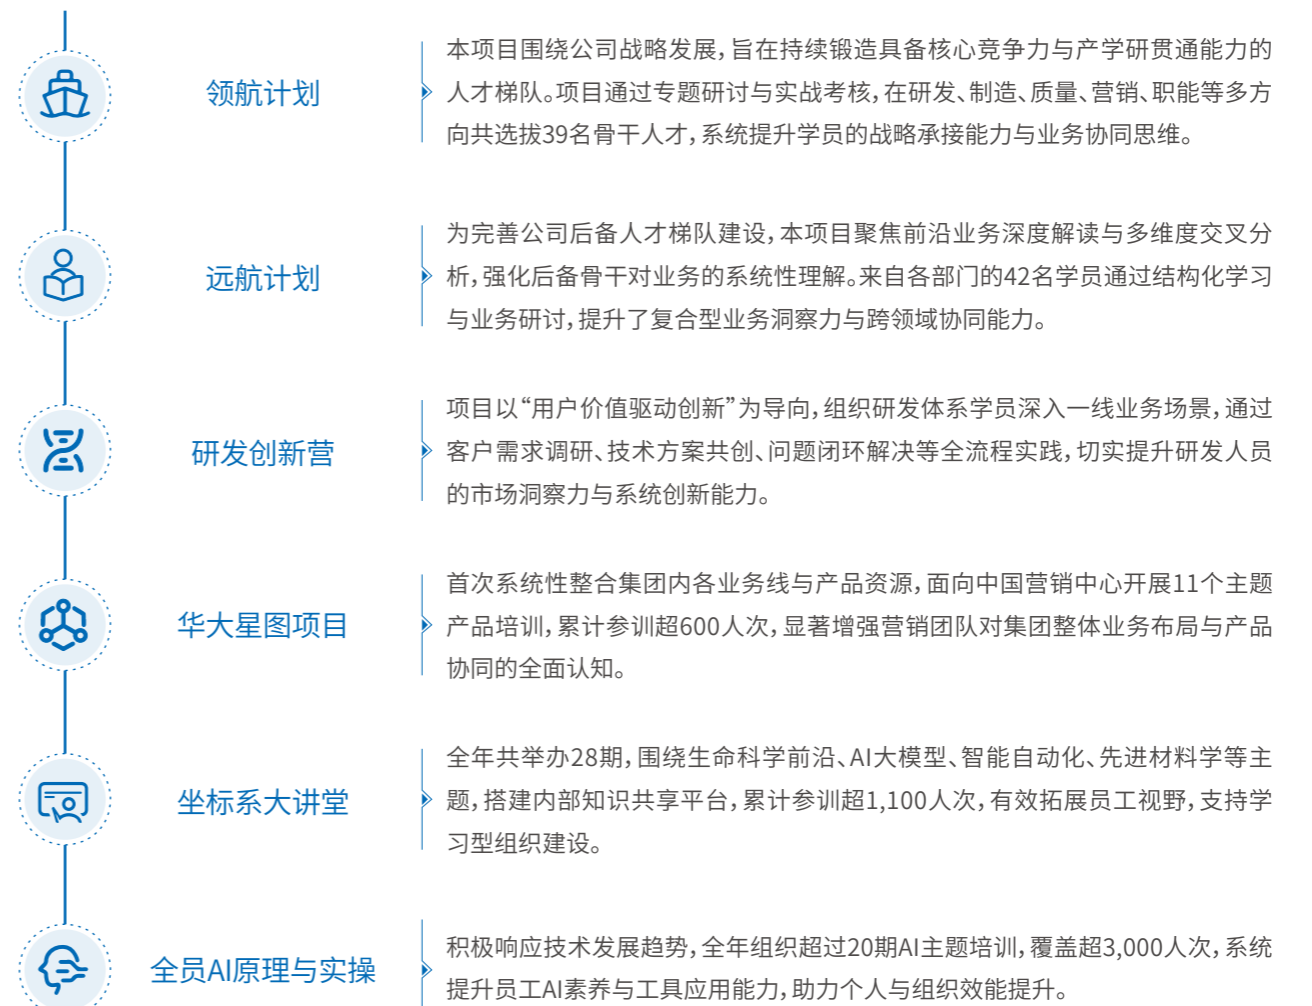 领航计划
本项目围绕公司战略发展，旨在持续锻造具备核心竞争力与产学研贯通能力的
人才梯队。项目通过专题研讨与实战考核，在研发、制造、质量、营销、职能等多方
向共选拔39名骨干人才，系统提升学员的战略承接能力与业务协同思维。
远航计划
为完善公司后备人才梯队建设，本项目聚焦前沿业务深度解读与多维度交叉分
析，强化后备骨干对业务的系统性理解。来自各部门的42名学员通过结构化学习
与业务研讨，提升了复合型业务洞察力与跨领域协同能力。
研发创新营
项目以“用户价值驱动创新”为导向，组织研发体系学员深入一线业务场景，通过
客户需求调研、技术方案共创、问题闭环解决等全流程实践，切实提升研发人员
的市场洞察力与系统创新能力。
华大星图项目
首次系统性整合集团内各业务线与产品资源，面向中国营销中心开展11个主题
产品培训，累计参训超600人次，显著增强营销团队对集团整体业务布局与产品
协同的全面认知。
坐标系大讲堂
全年共举办28期，围绕生命科学前沿、AI大模型、智能自动化、先进材料学等主
题，搭建内部知识共享平台，累计参训超1,100人次，有效拓展员工视野，支持学
习型组织建设。
全员AI原理与实操
积极响应技术发展趋势，全年组织超过20期AI主题培训，覆盖超3,000人次，系统
提升员工AI素养与工具应用能力，助力个人与组织效能提升。